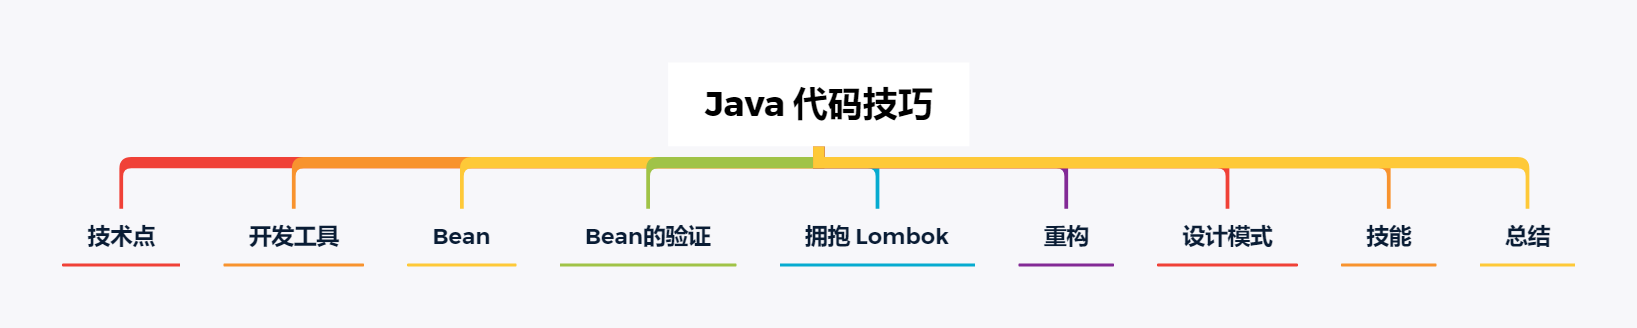 Java 代码技巧
技术点
开发工具
Bean
Bean的验证
拥抱 Lombok
重构
设计模式
技能
总结